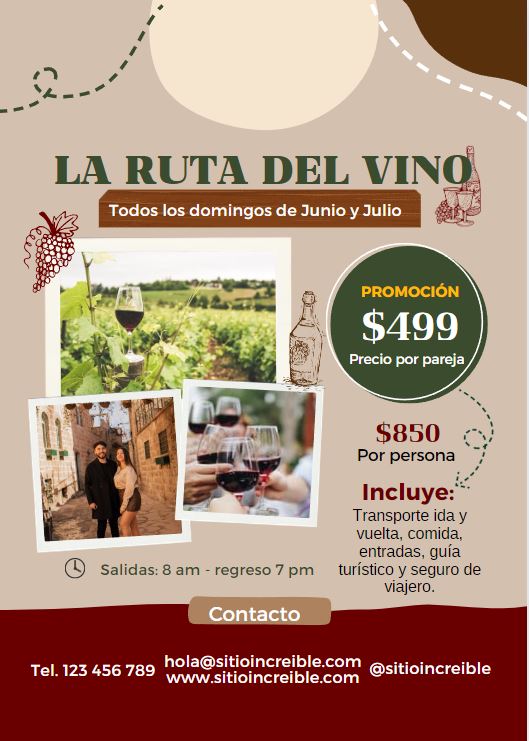 LA RUTA DEL VINO
Todos los domingos de Junio y Julio
PROMOCIÓN
$499
Precio por pareja
$850
Por persona
Incluye:
Transporte ida y
vuelta, comida,
entradas, guía
turístico y seguro de
viajero.
Salidas: 8 am - regreso 7 pm
Contacto
Tel. 123 456 789
hola@sitioincreible.com
www.sitioincreible.com
@sitioincreible